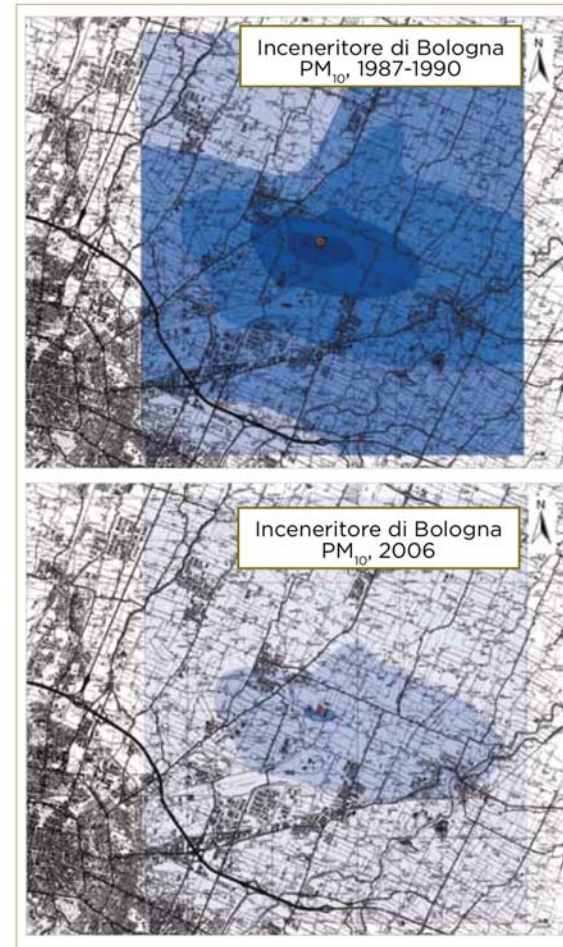 Inceneritore di Bologna
PM10, 1987-1990
N
Inceneritore di Bologna
PM10, 2006
N